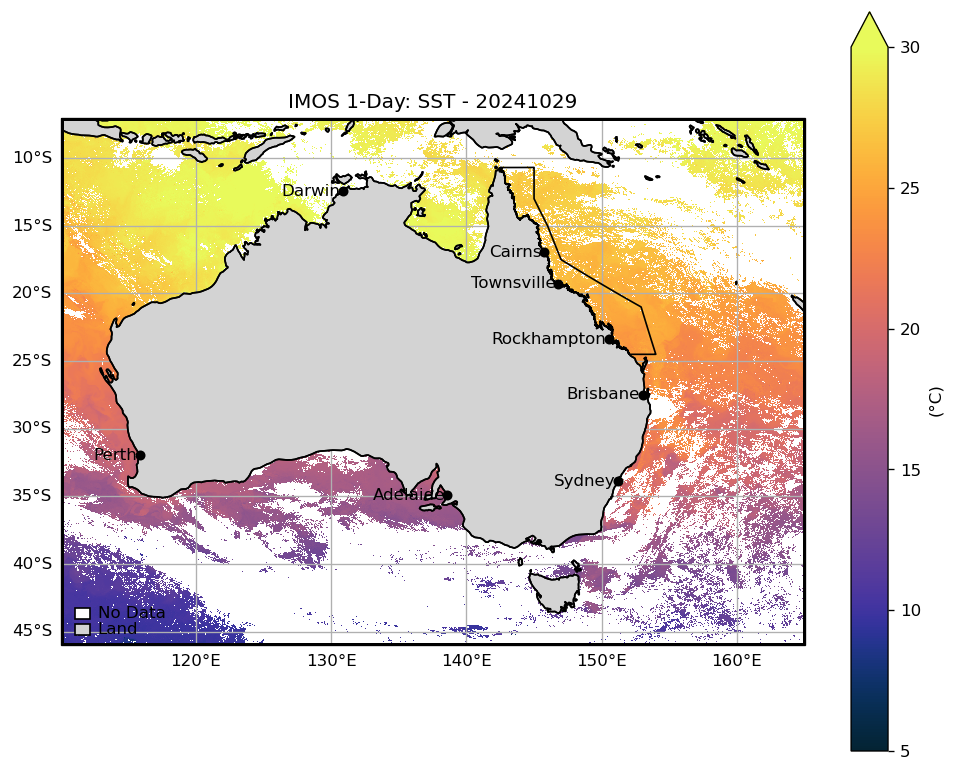 IMOS 1-Day: SST - 20241029
30
25
20
15
10
5
(°C)
10°S
15°S
20°S
25°S
30°S
35°S
40°S
45°S
Darwin
Cairns
Townsville
Rockhampton
Brisbane
Perth
Sydney
Adelaide
No Data
Land
120°E
130°E
140°E
150°E
160°E